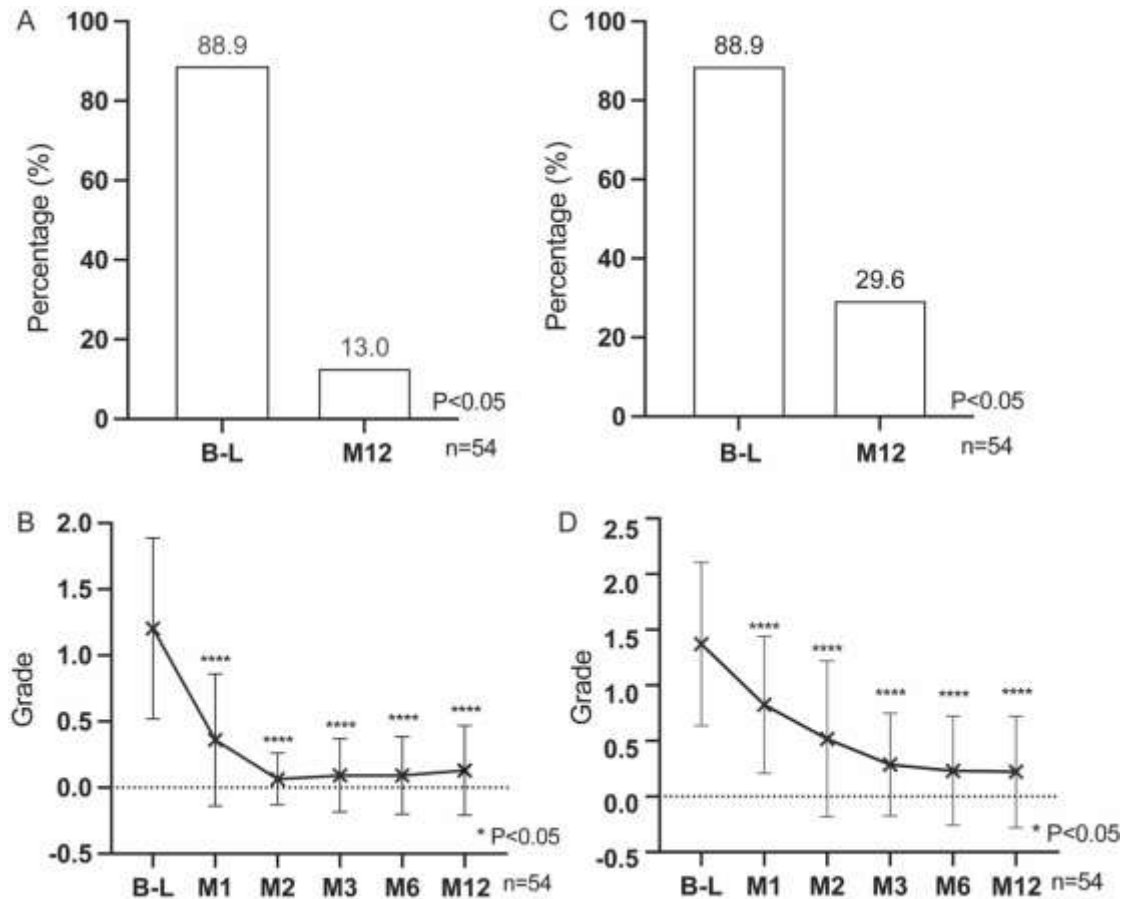 A
Percentage (%)
100
80
60
40
20
0
88.9
13.0
P<0.05
B-L M12 n=54
C
Percentage (%)
100
80
60
40
20
0
88.9
29.6
P<0.05
B-L M12 n=54
B
Grade
2.0
1.5
1.0
0.5
0.0
-0.5
**** **** **** **** ****
* P<0.05
B-L M1 M2 M3 M6 M12 n=54
D
Grade
2.5
2.0
1.5
1.0
0.5
0.0
-0.5
**** **** **** **** ****
* P<0.05
B-L M1 M2 M3 M6 M12 n=54